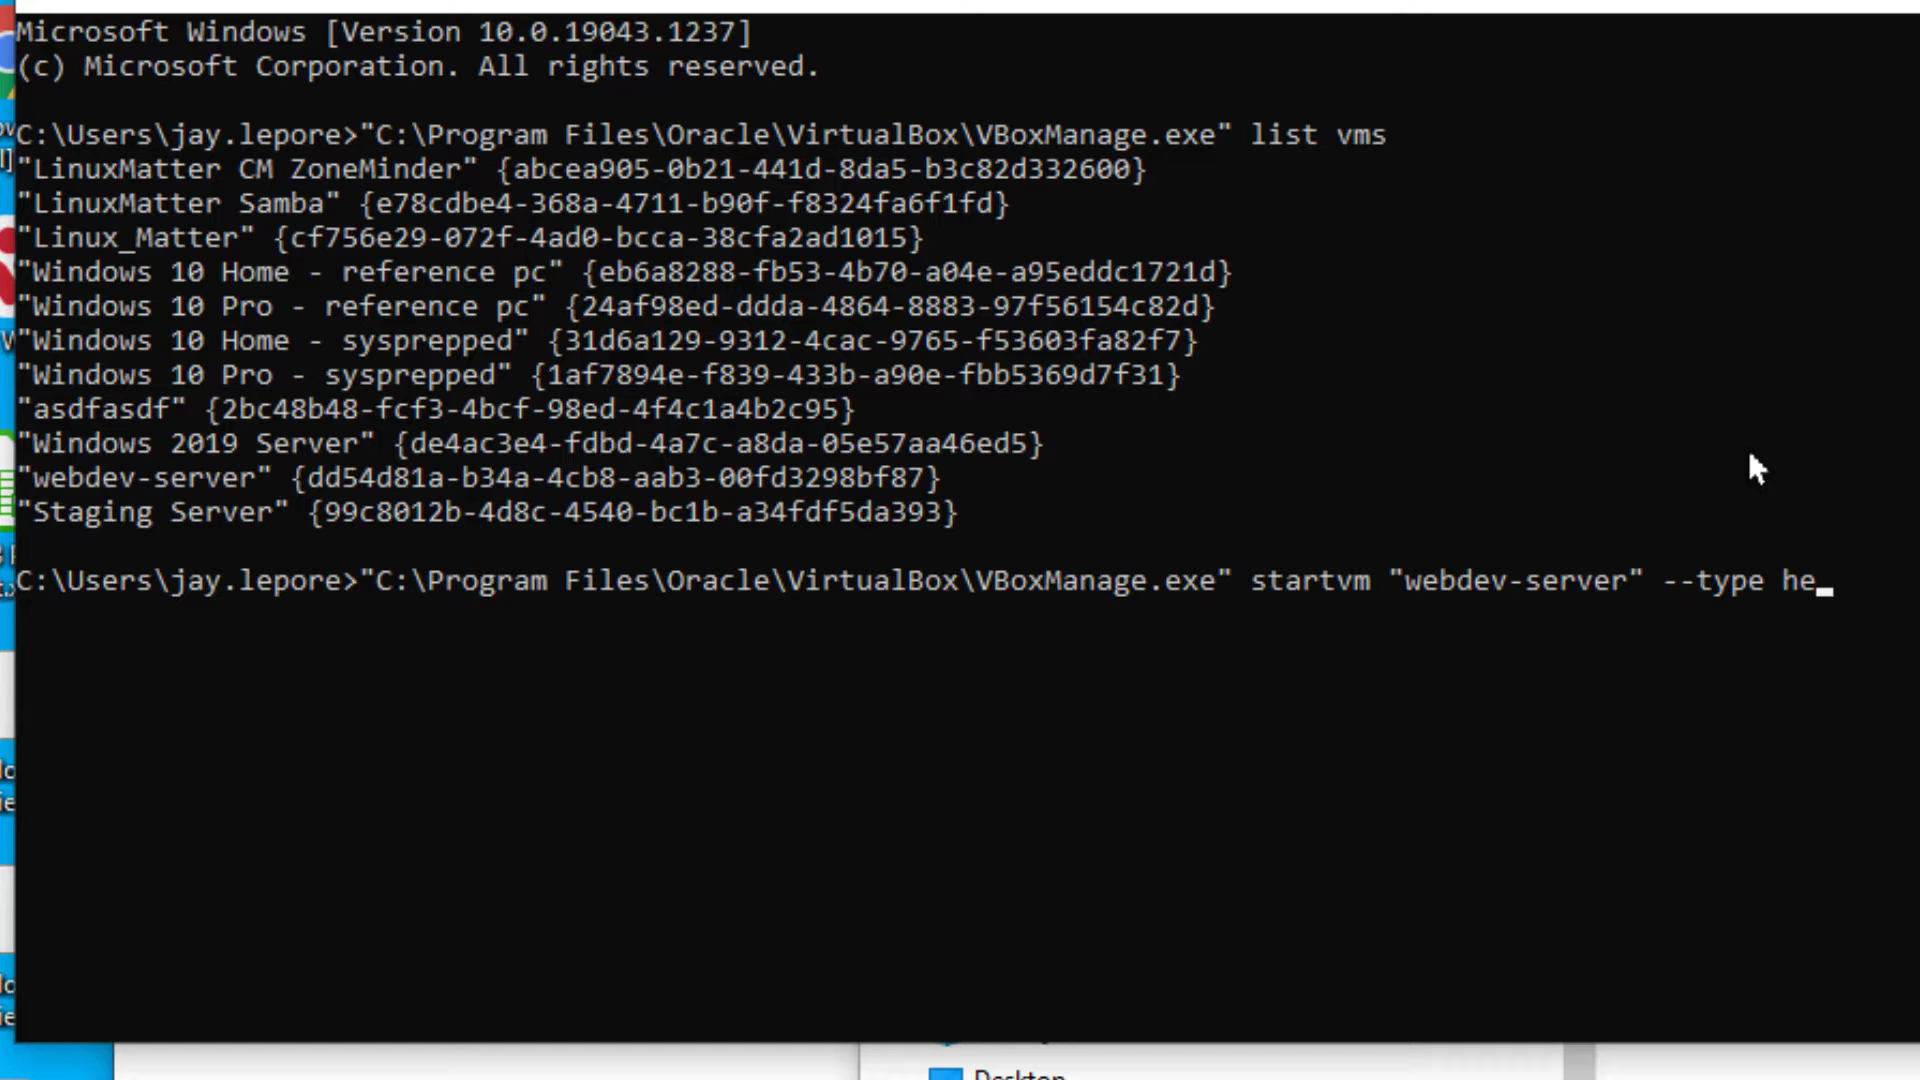 Microsoft Windows [Version 10.0.19043.1237]
(c) Microsoft Corporation. All rights reserved.
C:\Users\jay.lepore>"C:\Program Files\Oracle\VirtualBox\VBoxManage.exe" list vms
"LinuxMatter CM ZoneMinder" {abcea905-0b21-441d-8da5-b3c82d332600}
"LinuxMatter Samba" {e78cdbe4-368a-4711-b90f-f8324fa6f1fd}
"Linux_Matter" {cf756e29-072f-4ad0-bcca-38cfa2ad1015}
"Windows 10 Home - reference pc" {eb6a8288-fb53-4b70-a04e-a95eddc1721d}
"Windows 10 Pro - reference pc" {24af98ed-ddda-4864-8883-97f56154c82d}
"Windows 10 Home - sysprepped" {31d6a129-9312-4cac-9765-f53603fa82f7}
"Windows 10 Pro - sysprepped" {1af7894e-f839-433b-a90e-fbb5369d7f31}
"asdfasdf" {2bc48b48-fcf3-4bcf-98ed-4f4c1a4b2c95}
"Windows 2019 Server" {de4ac3e4-fdbd-4a7c-a8da-05e57aa46ed5}
"webdev-server" {dd54d81a-b34a-4cb8-aab3-00fd3298bf87}
"Staging Server" {99c8012b-4d8c-4540-bc1b-a34fdf5da393}
C:\Users\jay.lepore>"C:\Program Files\Oracle\VirtualBox\VBoxManage.exe" startvm "webdev-server" --type he
Desktop